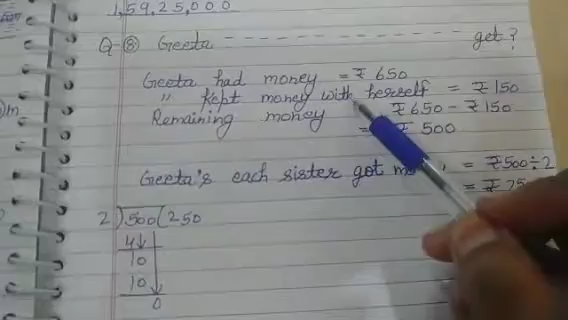 1,59,25,000
Q-⑧ Geeta ------------------ get?
Geeta had money = ₹ 650
" kept money with herself = ₹ 150
Remaining money ₹ 650 - ₹ 150
= ₹ 500
Geeta's each sister got = ₹500÷2
= ₹
2)500(250
4↓
10
10
0